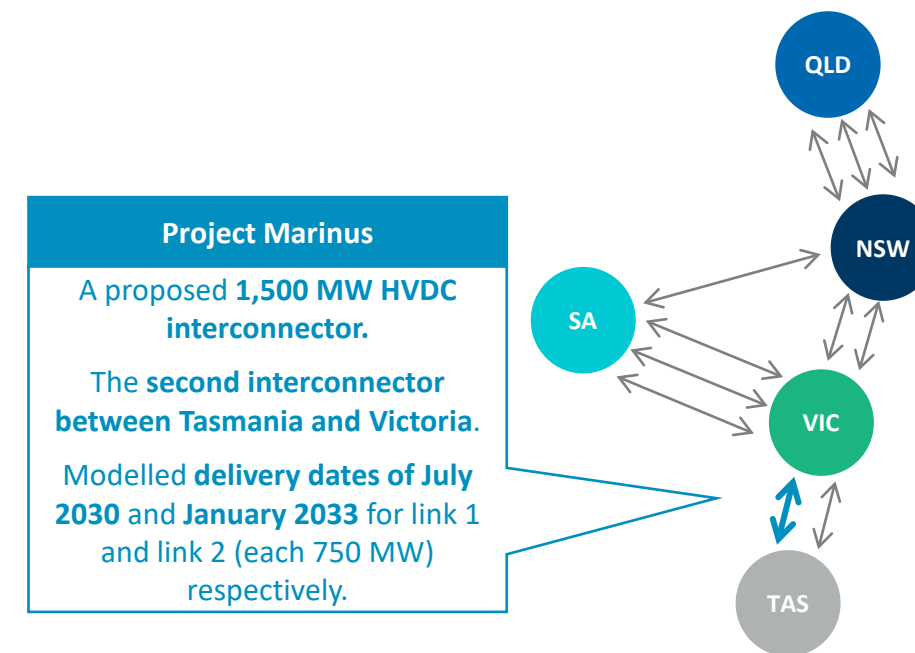 QLD
NSW
Project Marinus
A proposed 1,500 MW HVDC
interconnector.
SA
The second interconnector
between Tasmania and Victoria.
VIC
Modelled delivery dates of July
2030 and January 2033 for link 1
and link 2 (each 750 MW)
respectively.
TAS